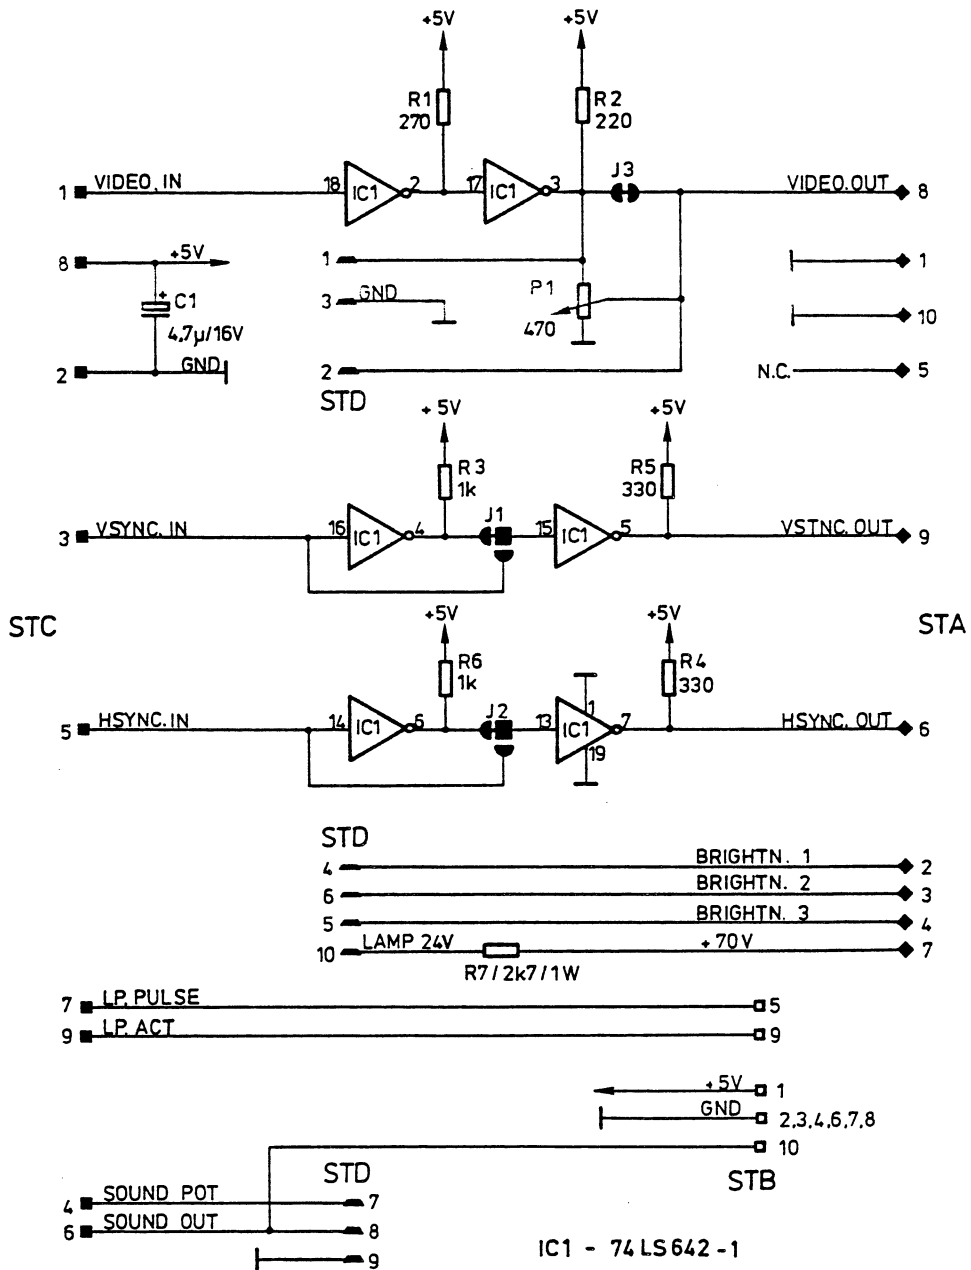 +5V +5V
R1 270 R2 220
J3
1 VIDEO. IN 18 IC1 2 17 IC1 3 VIDEO.OUT 8
8 +5V 1 1
+ C1 3 GND P1
4,7µ/16V 470 10
2 GND 2 N.C. 5
STD
+5V +5V
R3 1k R5 330
J1
3 VSYNC. IN 16 IC1 4 15 IC1 5 VSTNC. OUT 9
STC STA
+5V +5V
R6 1k R4 330
J2 1
5 HSYNC. IN 14 IC1 6 13 IC1 7 HSYNC. OUT 6
19
STD
4 BRIGHTN. 1 2
6 BRIGHTN. 2 3
5 BRIGHTN. 3 4
10 LAMP 24V +70V 7
R7/2k7/1W
7 LP. PULSE 5
9 LP. ACT 9
+5V 1
GND 2,3,4,6,7,8
10
STD STB
4 SOUND POT 7
6 SOUND OUT 8
9
IC1 - 74LS642-1